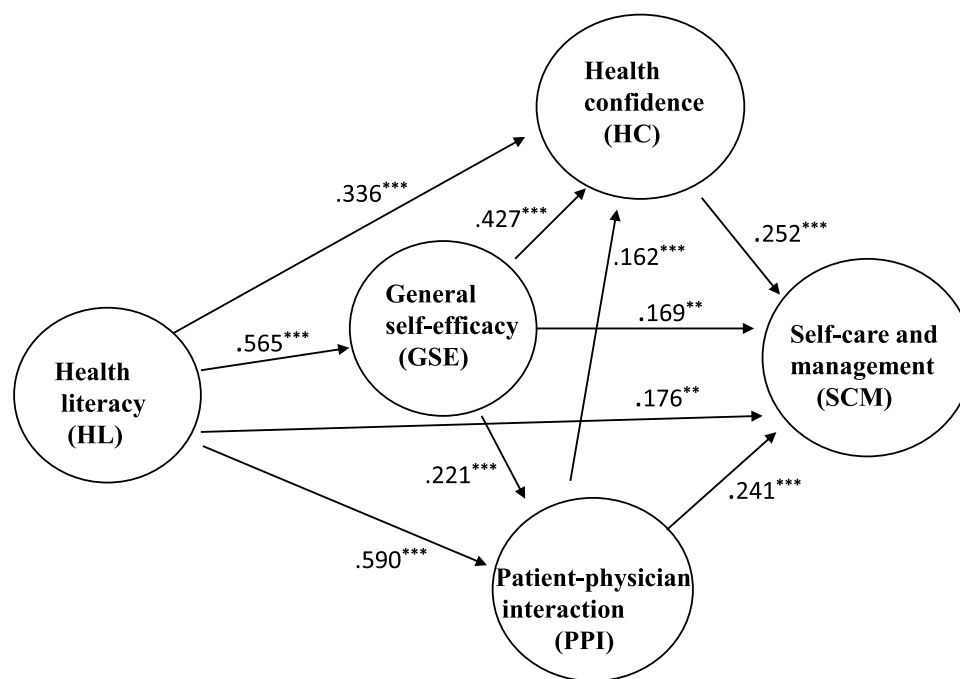 Health
confidence
(HC)
.336***
.427***
.162***
.252***
General
self-efficacy
(GSE)
.169**
Self-care and
management
(SCM)
.565***
Health
literacy
(HL)
.176**
.221***
.241***
.590***
Patient-physician
interaction
(PPI)